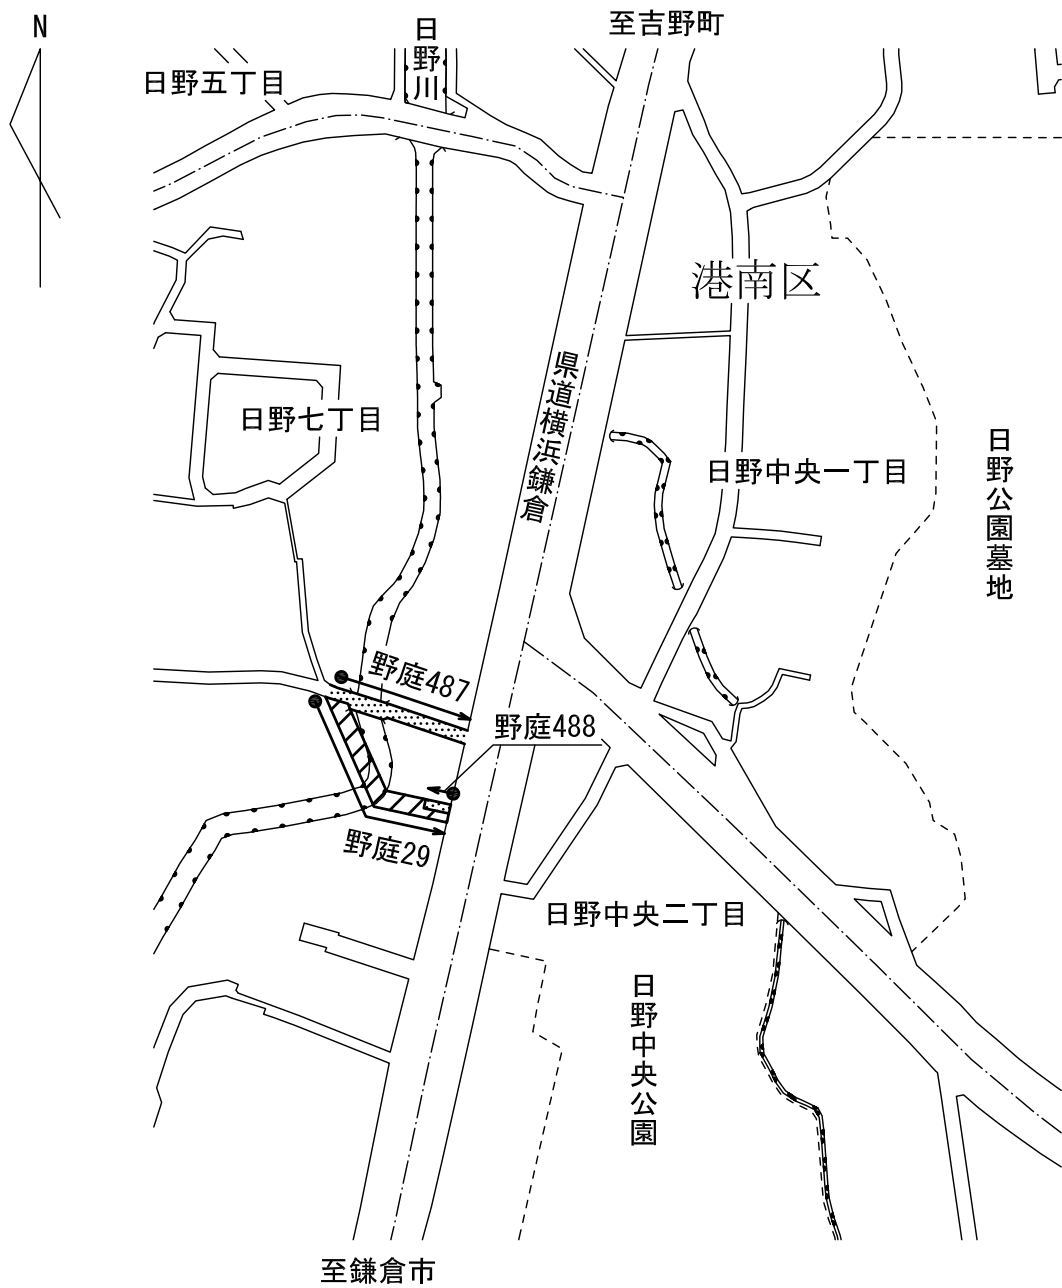 N
至吉野町
日野川
日野五丁目
港南区
県道横浜鎌倉
日野七丁目
日野中央一丁目
日野公園墓地
野庭487
野庭488
野庭29
日野中央二丁目
日野中央公園
至鎌倉市